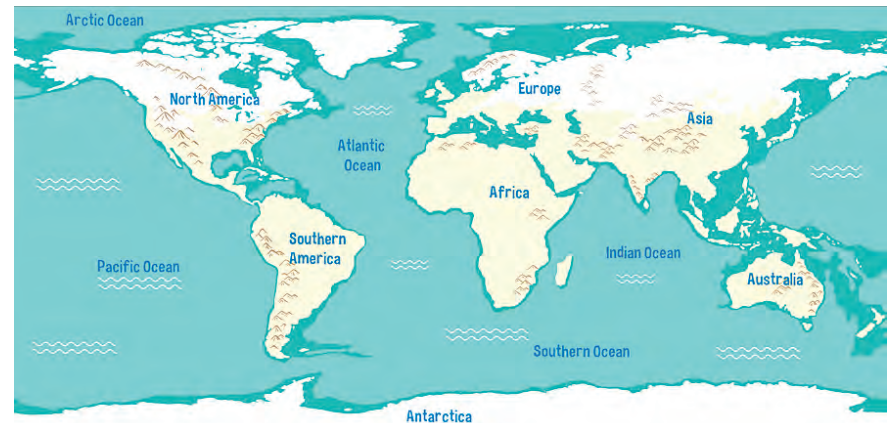 Arctic Ocean
North America
Europe
Asia
Atlantic
Ocean
Africa
Southern
America
Indian Ocean
Pacific Ocean
Australia
Southern Ocean
Antarctica